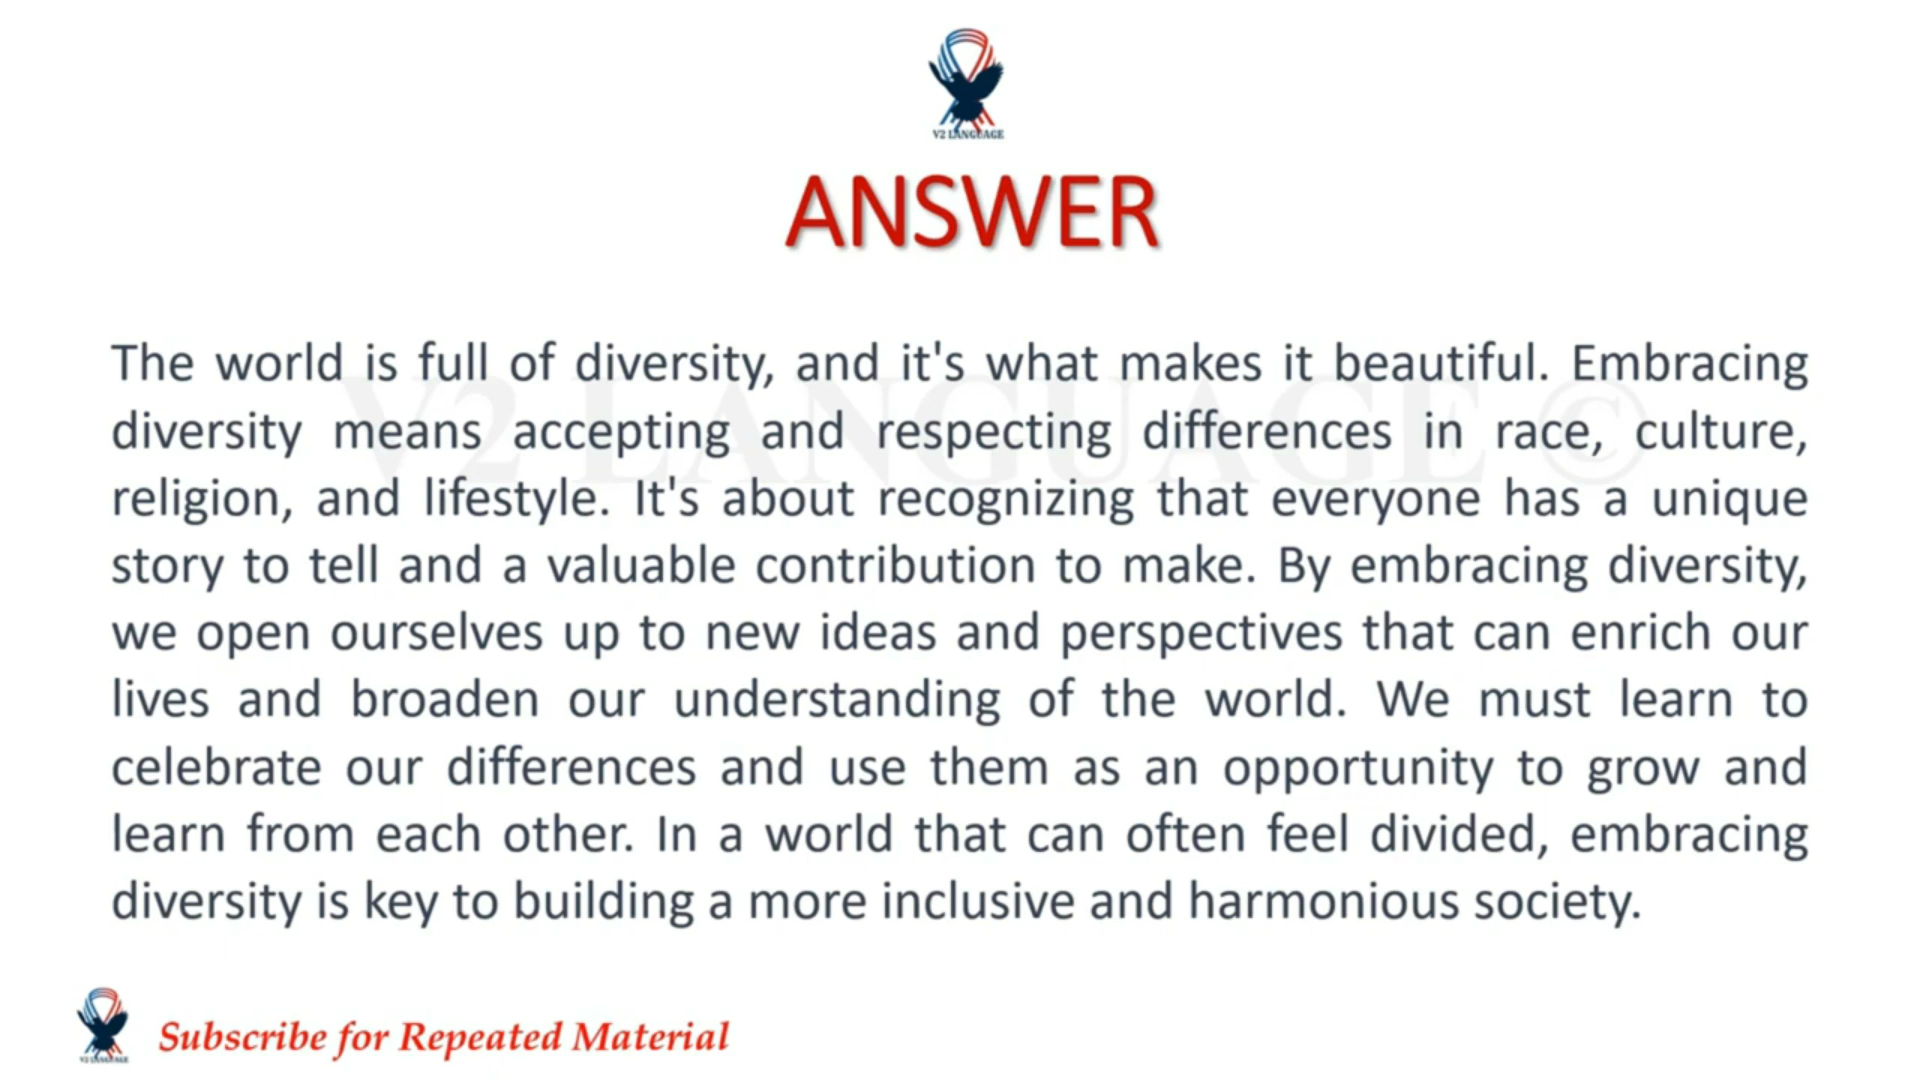 V2 LANGUAGE
ANSWER
The world is full of diversity, and it's what makes it beautiful. Embracing
diversity means accepting and respecting differences in race, culture,
religion, and lifestyle. It's about recognizing that everyone has a unique
story to tell and a valuable contribution to make. By embracing diversity,
we open ourselves up to new ideas and perspectives that can enrich our
lives and broaden our understanding of the world. We must learn to
celebrate our differences and use them as an opportunity to grow and
learn from each other. In a world that can often feel divided, embracing
diversity is key to building a more inclusive and harmonious society.
V2 LANGUAGE ©
V2 LANGUAGE
Subscribe for Repeated Material